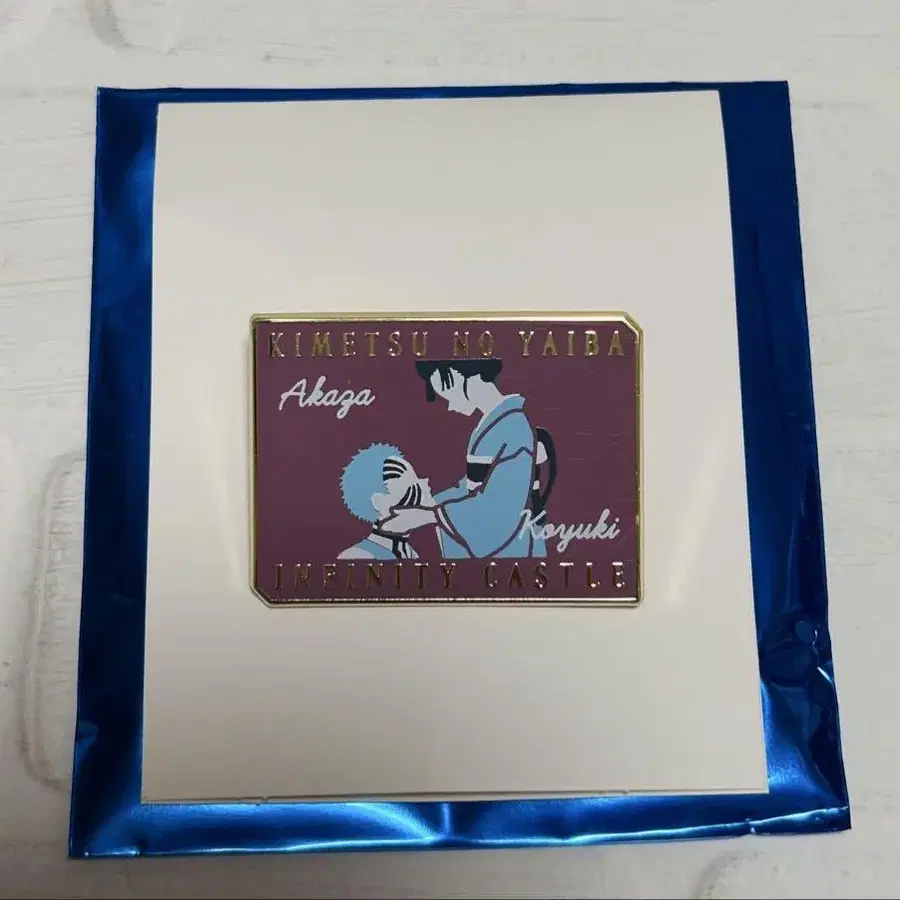 KIMETSU NO YAIBA
Akaza
Koyuki
INFINITY CASTLE